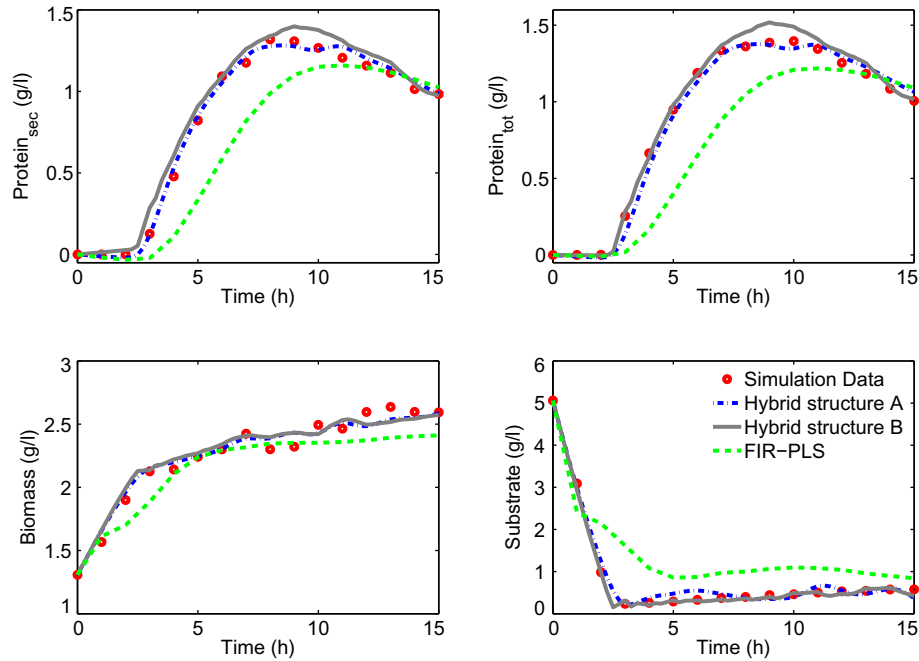 1.5
1
0.5
0
Protein_sec (g/l)
0 5 10 15
Time (h)
1.5
1
0.5
0
Protein_tot (g/l)
0 5 10 15
Time (h)
3
2.5
2
1.5
1
Biomass (g/l)
0 5 10 15
Time (h)
6
5
4
3
2
1
0
Substrate (g/l)
Simulation Data
Hybrid structure A
Hybrid structure B
FIR−PLS
0 5 10 15
Time (h)